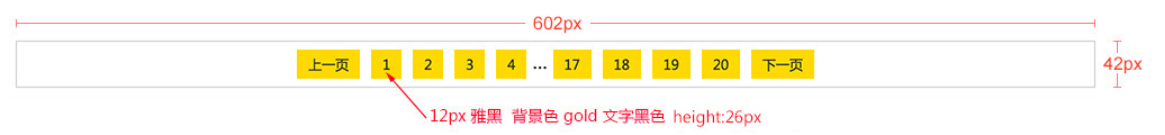 602px
上一页 1 2 3 4 ... 17 18 19 20 下一页
42px
12px 雅黑 背景色 gold 文字黑色 height:26px